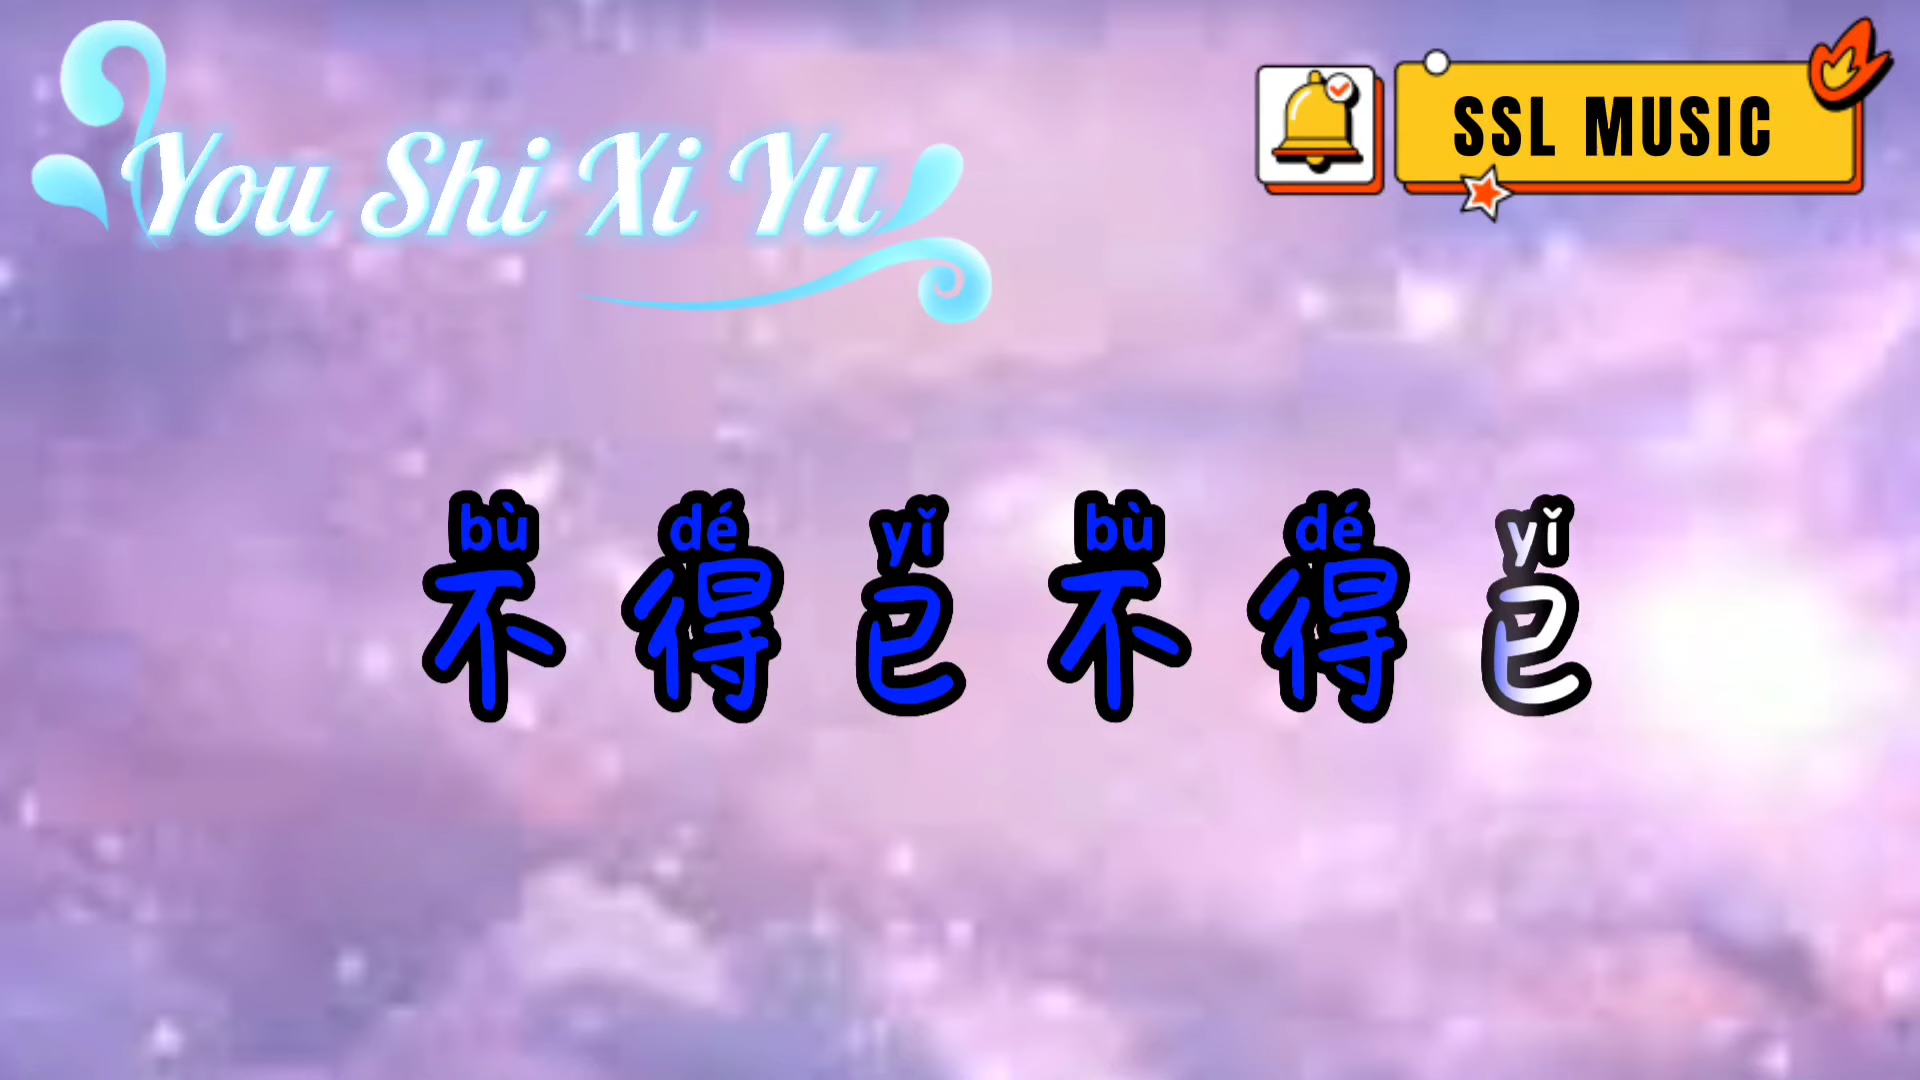 You Shi Xi Yu
SSL MUSIC
bù dé yǐ bù dé yǐ
不得已不得已